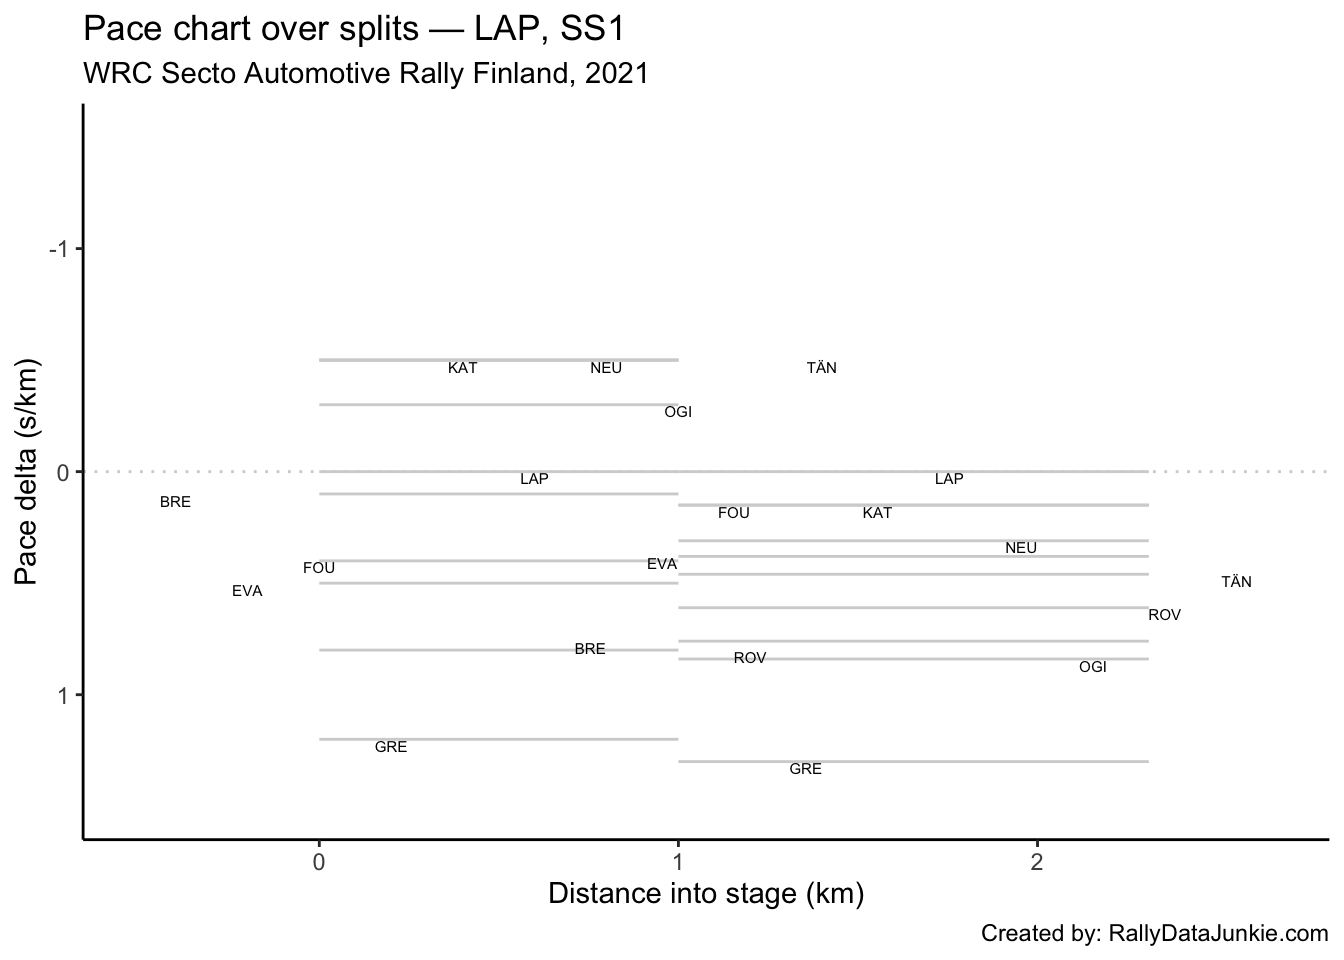 Pace chart over splits — LAP, SS1
WRC Secto Automotive Rally Finland, 2021
Pace delta (s/km)
-1
KAT NEU TÄN
OGI
0
LAP LAP
BRE
FOU KAT
NEU
EVA
FOU
TÄN
EVA
ROV
BRE
ROV
OGI
1
GRE
GRE
0 1 2
Distance into stage (km)
Created by: RallyDataJunkie.com